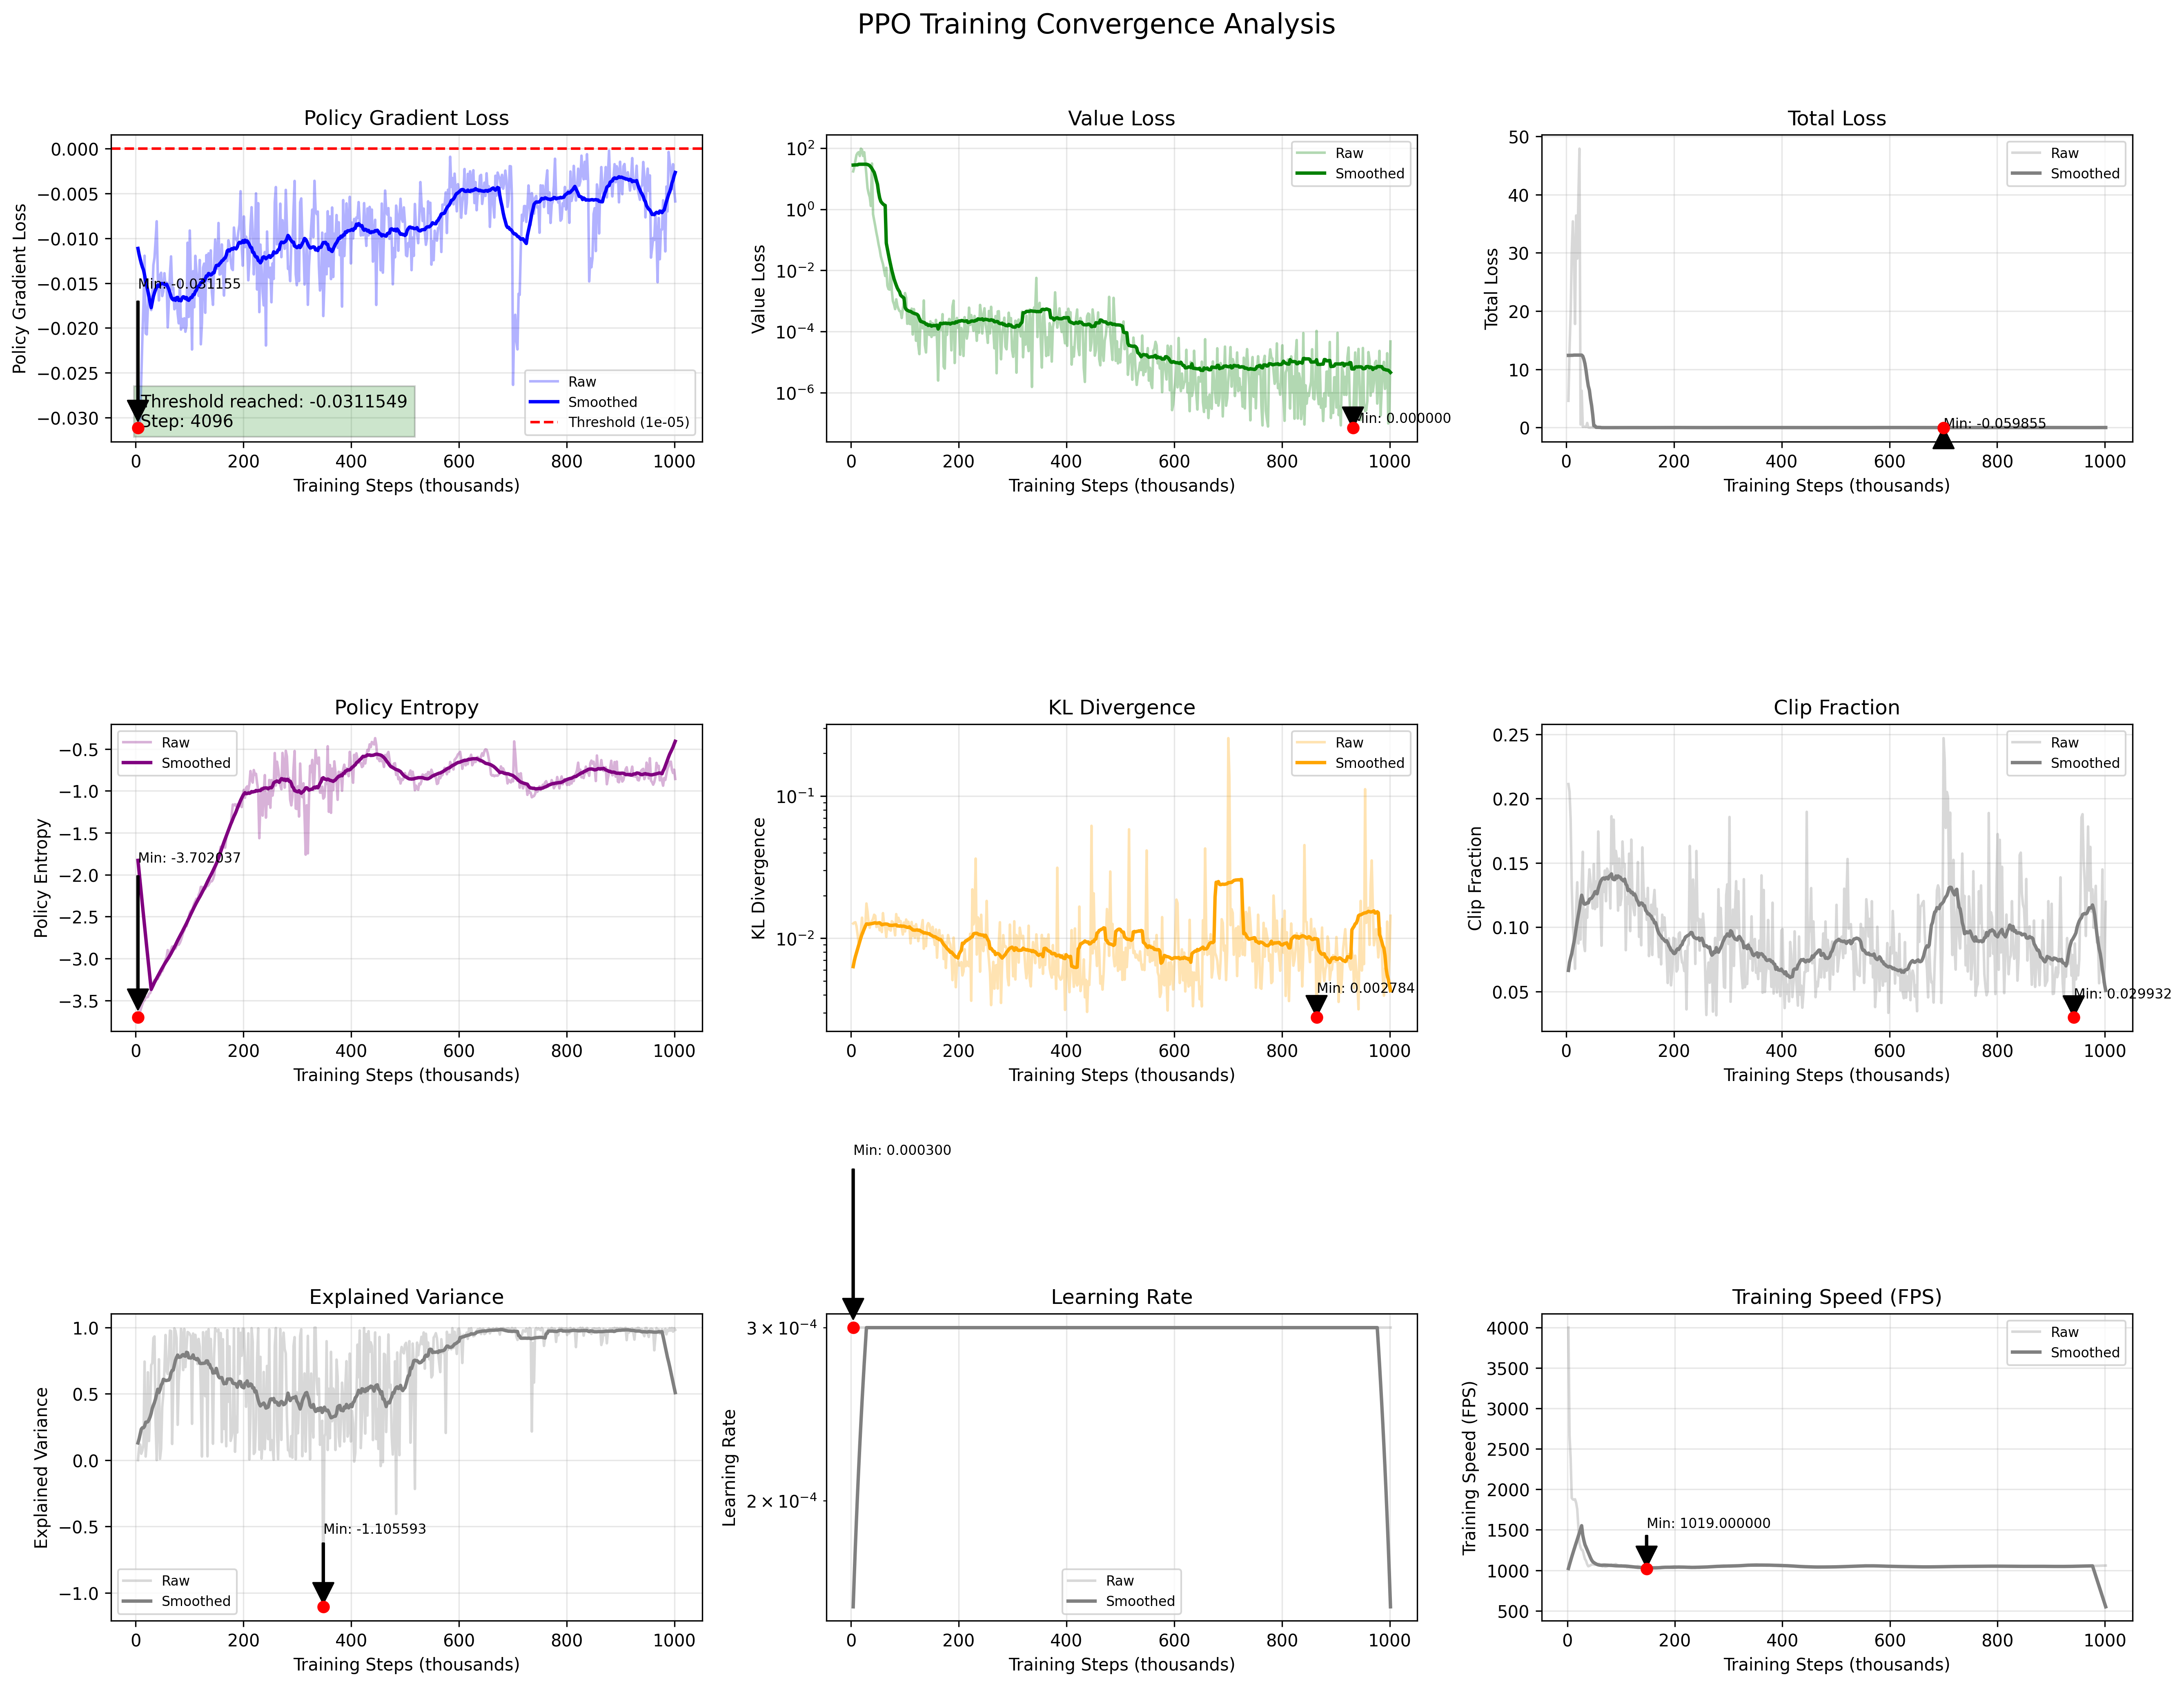 PPO Training Convergence Analysis
Policy Gradient Loss
Policy Gradient Loss
0.000
−0.005
−0.010
−0.015
−0.020
−0.025
−0.030
Min: -0.031155
Threshold reached: -0.0311549
Step: 4096
Raw
Smoothed
Threshold (1e-05)
0 200 400 600 800 1000
Training Steps (thousands)
Value Loss
Value Loss
10²
10⁰
10⁻²
10⁻⁴
10⁻⁶
Raw
Smoothed
Min: 0.000000
0 200 400 600 800 1000
Training Steps (thousands)
Total Loss
Total Loss
50
40
30
20
10
0
Raw
Smoothed
Min: -0.059855
0 200 400 600 800 1000
Training Steps (thousands)
Policy Entropy
Policy Entropy
−0.5
−1.0
−1.5
−2.0
−2.5
−3.0
−3.5
Raw
Smoothed
Min: -3.702037
0 200 400 600 800 1000
Training Steps (thousands)
KL Divergence
KL Divergence
10⁻¹
10⁻²
Raw
Smoothed
Min: 0.002784
0 200 400 600 800 1000
Training Steps (thousands)
Clip Fraction
Clip Fraction
0.25
0.20
0.15
0.10
0.05
Raw
Smoothed
Min: 0.029932
0 200 400 600 800 1000
Training Steps (thousands)
Explained Variance
Explained Variance
1.0
0.5
0.0
−0.5
−1.0
Min: -1.105593
Raw
Smoothed
0 200 400 600 800 1000
Training Steps (thousands)
Min: 0.000300
Learning Rate
Learning Rate
3 × 10⁻⁴
2 × 10⁻⁴
Raw
Smoothed
0 200 400 600 800 1000
Training Steps (thousands)
Training Speed (FPS)
Training Speed (FPS)
4000
3500
3000
2500
2000
1500
1000
500
Raw
Smoothed
Min: 1019.000000
0 200 400 600 800 1000
Training Steps (thousands)